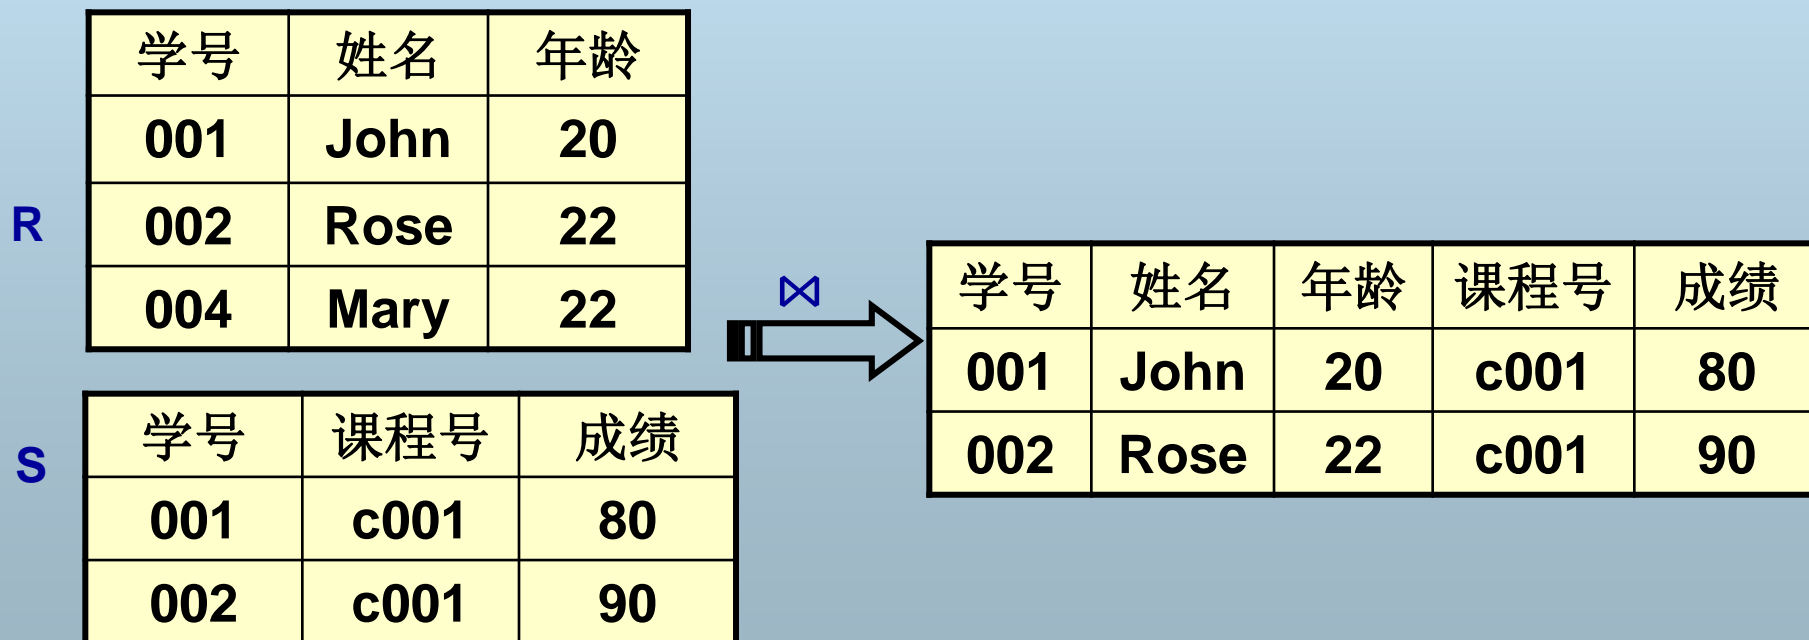 学号 姓名 年龄
001 John 20
R
002 Rose 22
004 Mary 22
S
学号 课程号 成绩
001 c001 80
002 c001 90
⋈
学号 姓名 年龄 课程号 成绩
001 John 20 c001 80
002 Rose 22 c001 90